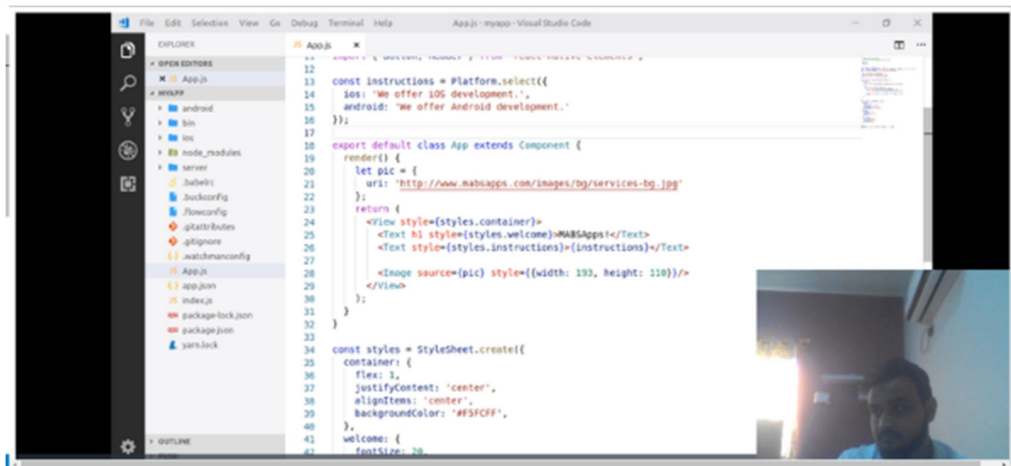 File Edit Selection View Go Debug Terminal Help
App.js - myapp - Visual Studio Code
EXPLORER
OPEN EDITORS
JS App.js
MYAPP
android
bin
ios
node_modules
server
.babelrc
.buckconfig
.flowconfig
.gitattributes
.gitignore
.watchmanconfig
App.js
app.json
index.js
package-lock.json
package.json
yarn.lock
OUTLINE
JS App.js
12
13 const instructions = Platform.select({
14 ios: 'We offer iOS development.',
15 android: 'We offer Android development.'
16 });
17
18 export default class App extends Component {
19 render() {
20 let pic = {
21 uri: 'http://www.mabsapps.com/images/bg/services-bg.jpg'
22 };
23 return (
24 <View style={styles.container}>
25 <Text h1 style={styles.welcome}>MABSApps!</Text>
26 <Text style={styles.instructions}>{instructions}</Text>
27
28 <Image source={pic} style={{width: 193, height: 110}}/>
29 </View>
30 );
31 }
32 }
33
34 const styles = StyleSheet.create({
35 container: {
36 flex: 1,
37 justifyContent: 'center',
38 alignItems: 'center',
39 backgroundColor: '#F5FCFF',
40 },
41 welcome: {
42 fontSize: 20,